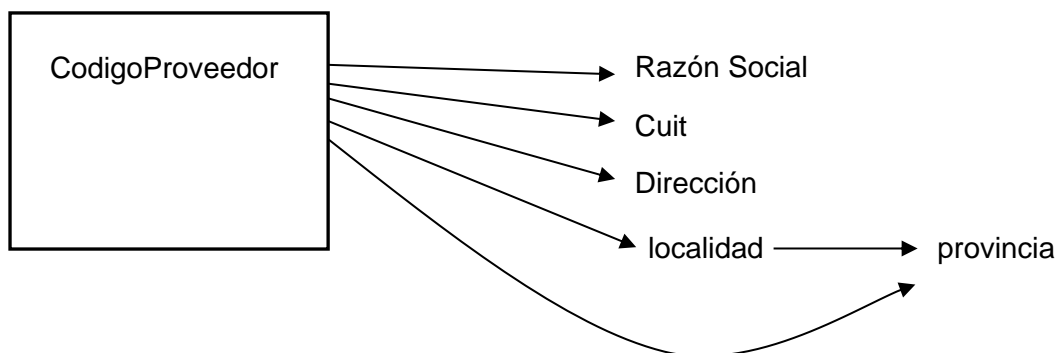 CodigoProveedor
Razón Social
Cuit
Dirección
localidad
provincia